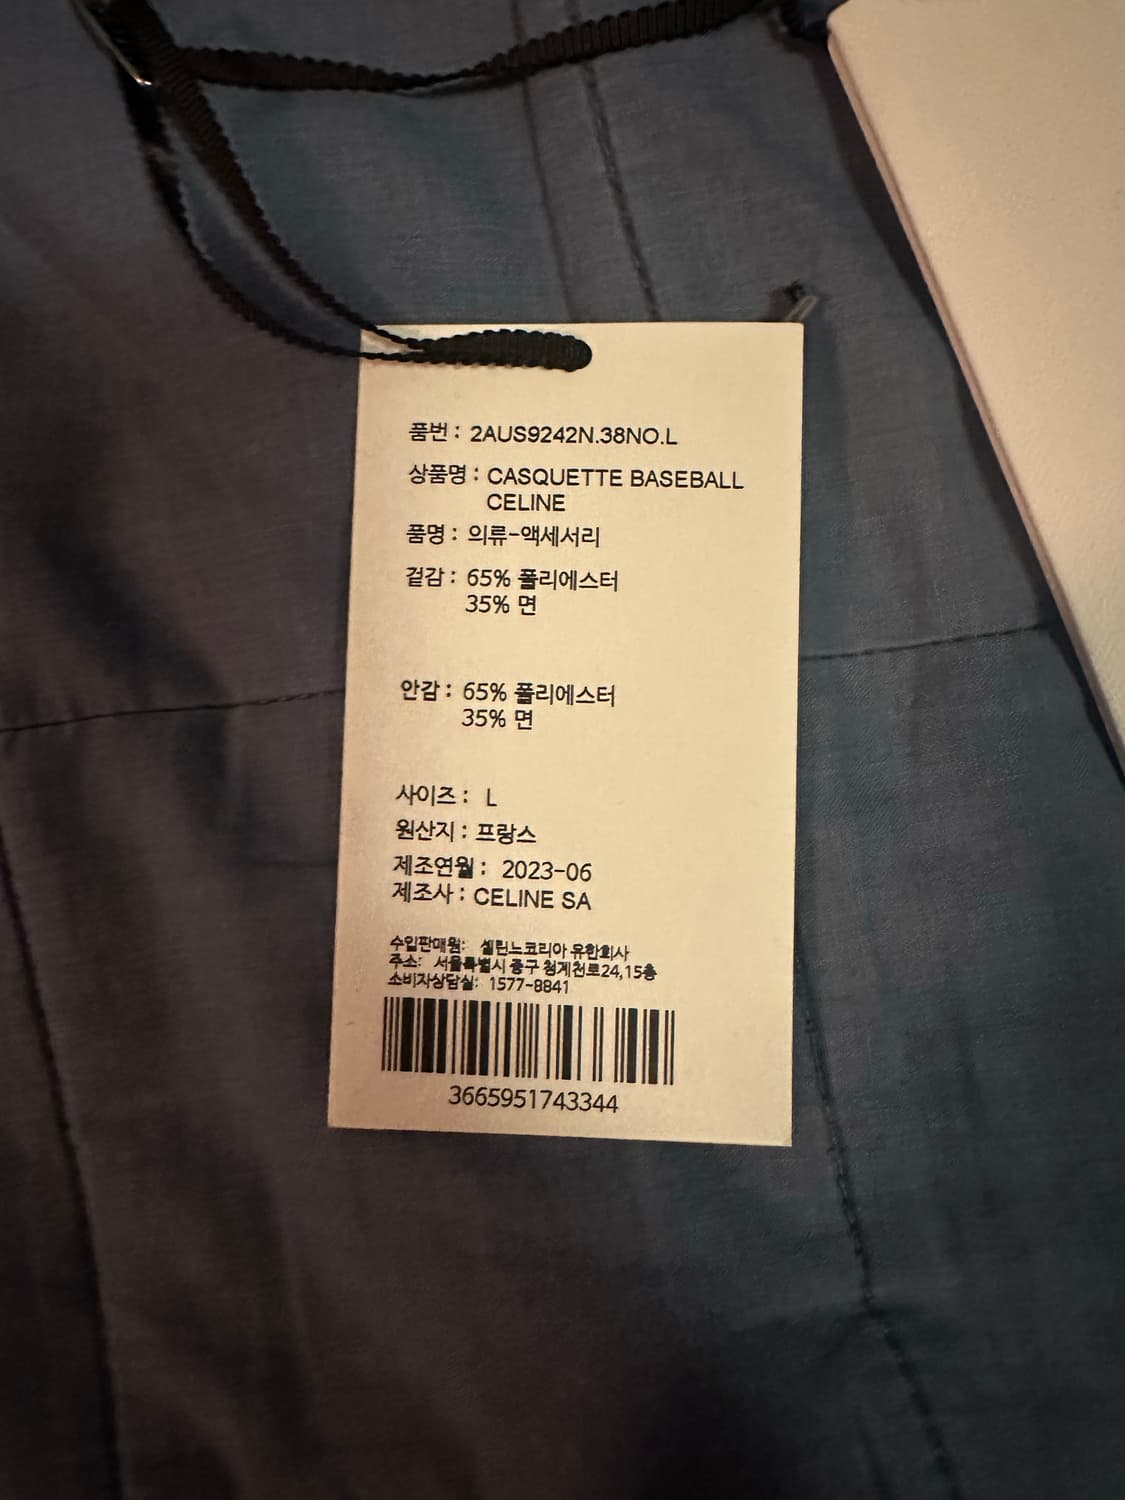 품번 : 2AUS9242N.38NO.L
상품명 : CASQUETTE BASEBALL
CELINE
품명 : 의류-액세서리
겉감 : 65% 폴리에스터
35% 면
안감 : 65% 폴리에스터
35% 면
사이즈 : L
원산지 : 프랑스
제조연월 : 2023-06
제조사 : CELINE SA
수입판매원: 셀린느코리아 유한회사
주소: 서울특별시 중구 청계천로24,15층
소비자상담실: 1577-8841
3665951743344